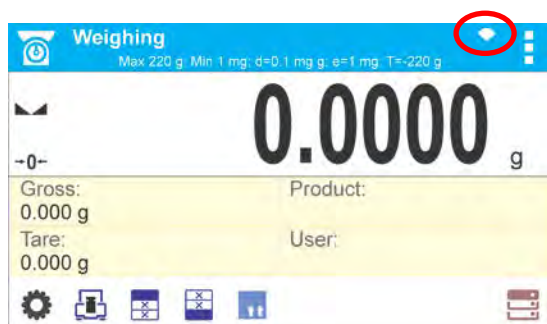 Weighing
Max 220 g: Min 1 mg: d=0.1 mg g: e=1 mg: T=-220 g
0.0000 g
→0←
Gross:
0.000 g
Product:
Tare:
0.000 g
User: